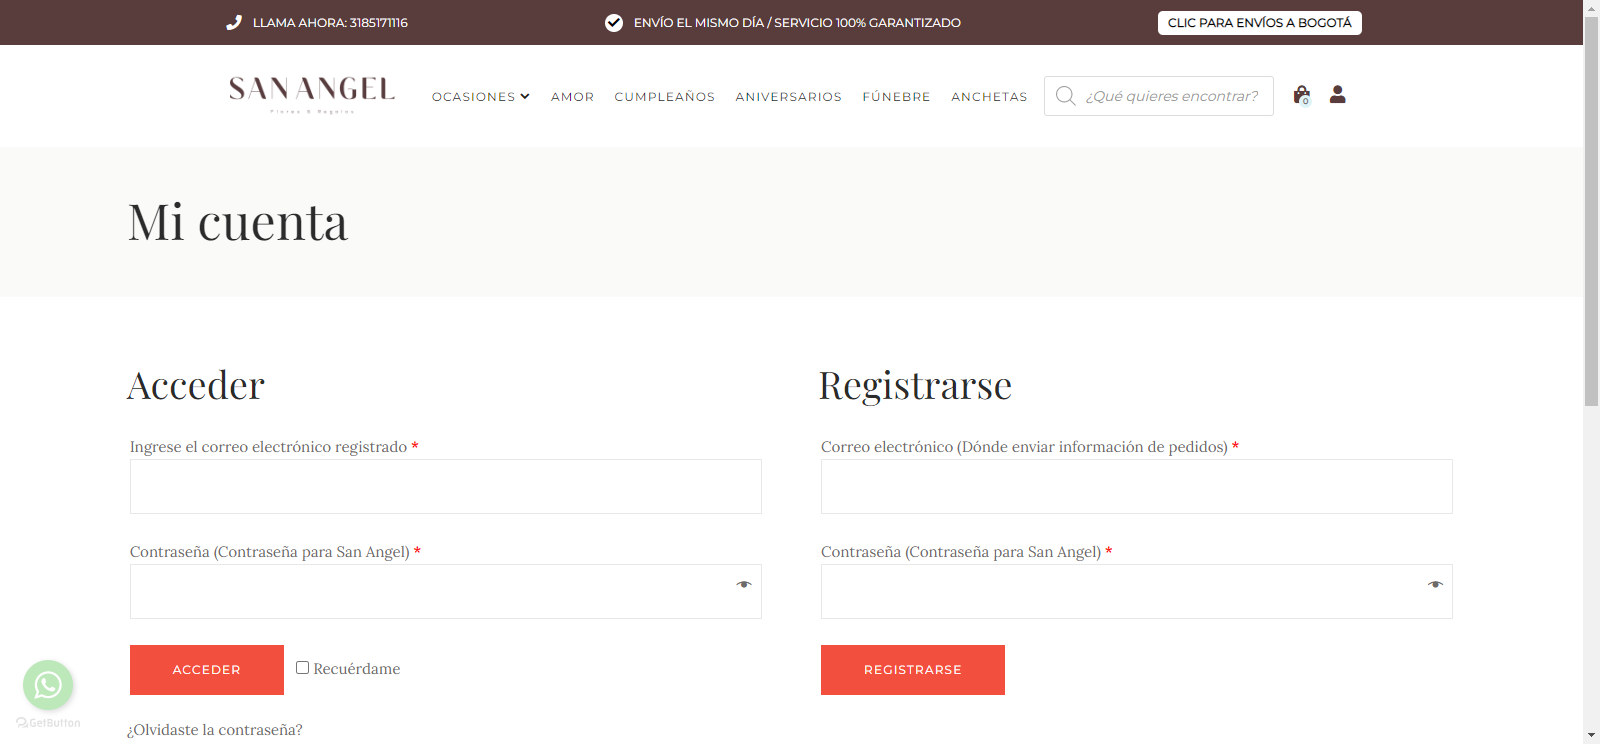 LLAMA AHORA: 3185171116
ENVÍO EL MISMO DÍA / SERVICIO 100% GARANTIZADO
CLIC PARA ENVÍOS A BOGOTÁ
SAN ANGEL
Flores & Regalos
OCASIONES
AMOR
CUMPLEAÑOS
ANIVERSARIOS
FÚNEBRE
ANCHETAS
¿Qué quieres encontrar?
0
Mi cuenta
Acceder
Ingrese el correo electrónico registrado *
Contraseña (Contraseña para San Angel) *
ACCEDER
Recuérdame
¿Olvidaste la contraseña?
Registrarse
Correo electrónico (Dónde enviar información de pedidos) *
Contraseña (Contraseña para San Angel) *
REGISTRARSE
GetButton